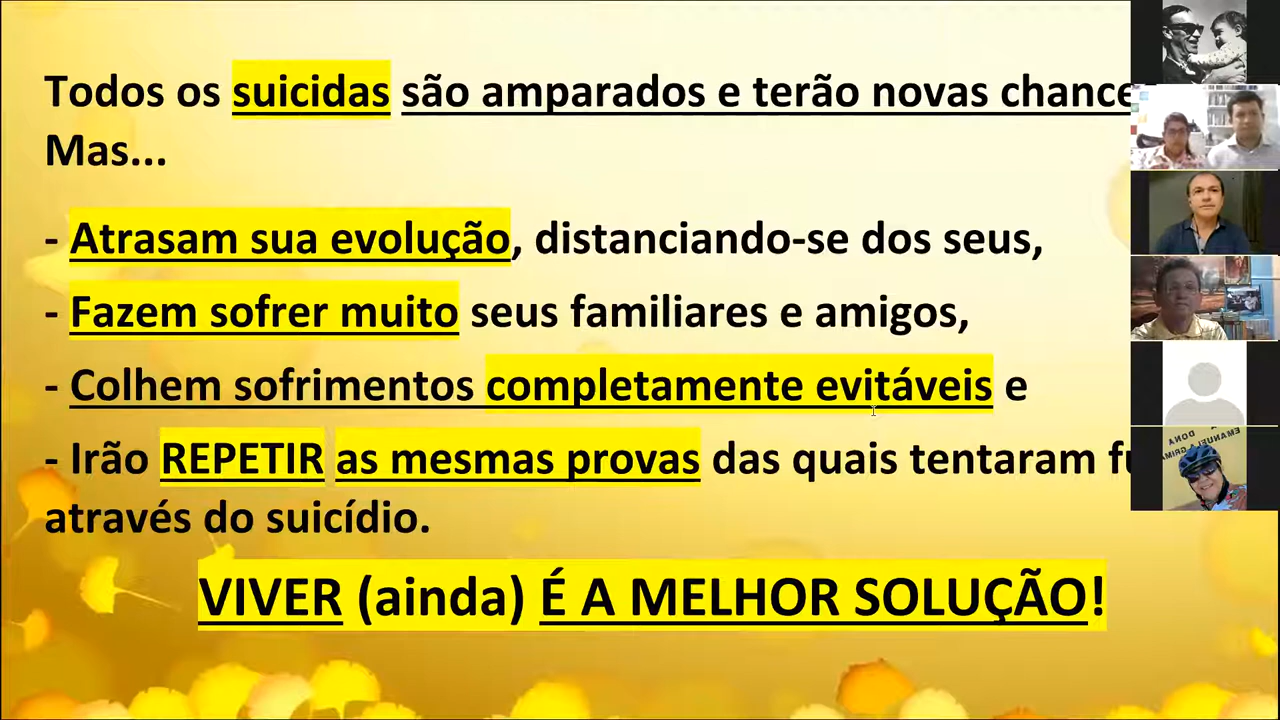 Todos os suicidas são amparados e terão novas
Mas...
- Atrasam sua evolução, distanciando-se dos seus,
- Fazem sofrer muito seus familiares e amigos,
- Colhem sofrimentos completamente evitáveis e
- Irão REPETIR as mesmas provas das quais tentaram
através do suicídio.
VIVER (ainda) É A MELHOR SOLUÇÃO!
DONA
EMANUEL